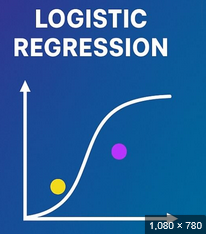 LOGISTIC
REGRESSION
1,080 × 780